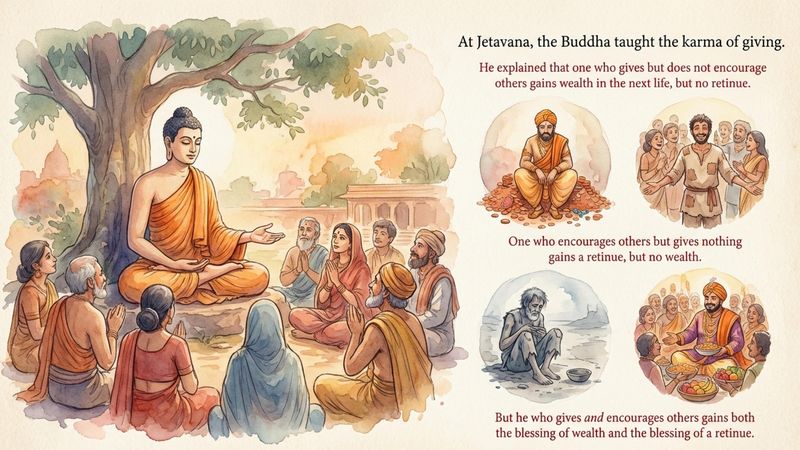 At Jetavana, the Buddha taught the karma of giving.
He explained that one who gives but does not encourage
others gains wealth in the next life, but no retinue.
One who encourages others but gives nothing
gains a retinue, but no wealth.
But he who gives and encourages others gains both
the blessing of wealth and the blessing of a retinue.